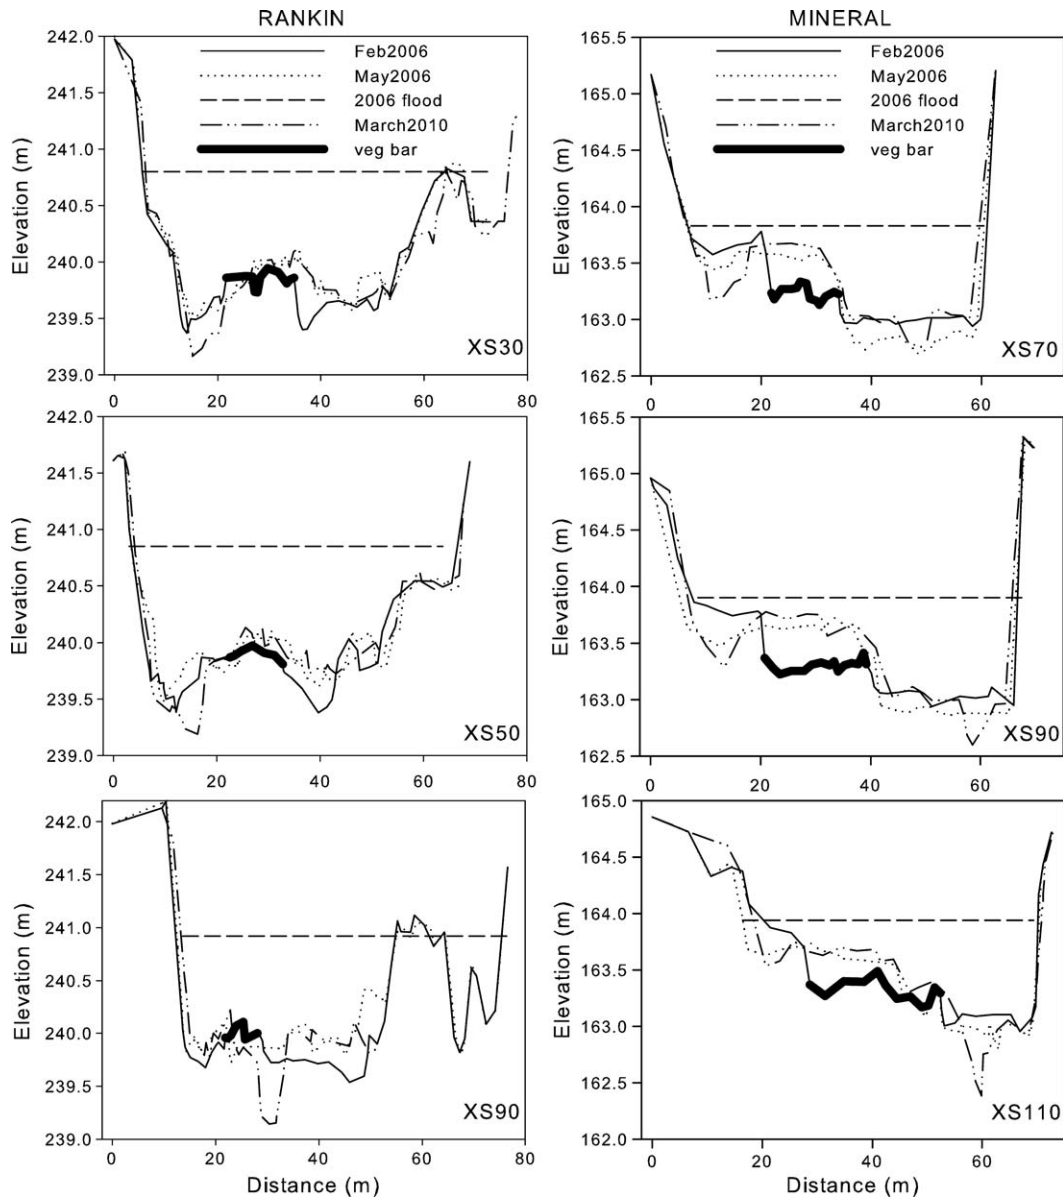 RANKIN
MINERAL
242.0
241.5
241.0
240.5
240.0
239.5
239.0
Elevation (m)
Feb2006
May2006
2006 flood
March2010
veg bar
XS30
0 20 40 60 80
165.5
165.0
164.5
164.0
163.5
163.0
162.5
Elevation (m)
Feb2006
May2006
2006 flood
March2010
veg bar
XS70
0 20 40 60
242.0
241.5
241.0
240.5
240.0
239.5
239.0
Elevation (m)
XS50
0 20 40 60 80
165.5
165.0
164.5
164.0
163.5
163.0
162.5
Elevation (m)
XS90
0 20 40 60
242.0
241.5
241.0
240.5
240.0
239.5
239.0
Elevation (m)
XS90
0 20 40 60 80
Distance (m)
165.0
164.5
164.0
163.5
163.0
162.5
162.0
Elevation (m)
XS110
0 20 40 60
Distance (m)